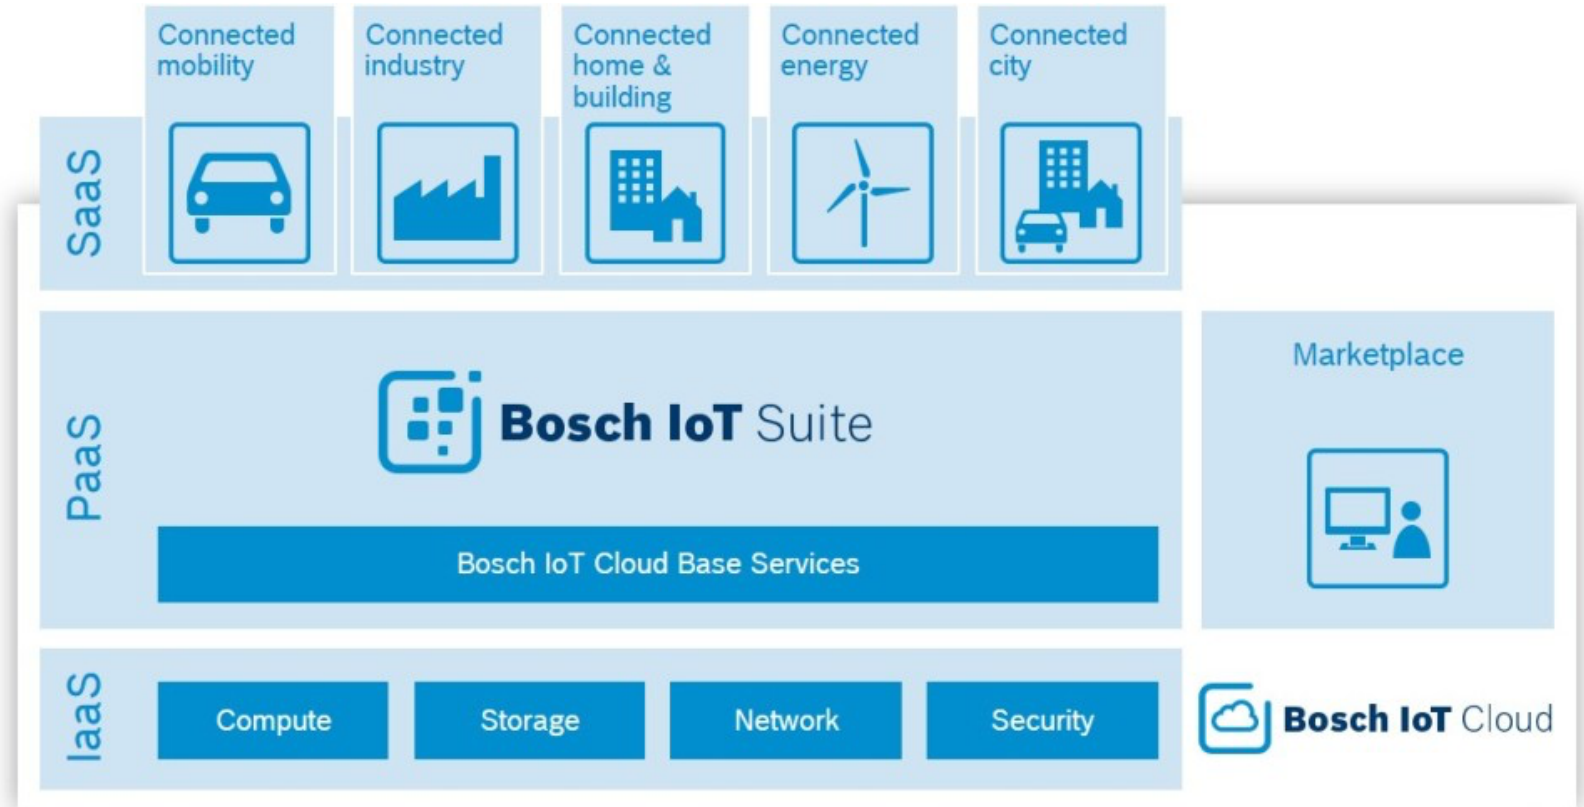 Connected
mobility
Connected
industry
Connected
home &
building
Connected
energy
Connected
city
SaaS
PaaS
Bosch IoT Suite
Bosch IoT Cloud Base Services
Marketplace
IaaS
Compute
Storage
Network
Security
Bosch IoT Cloud